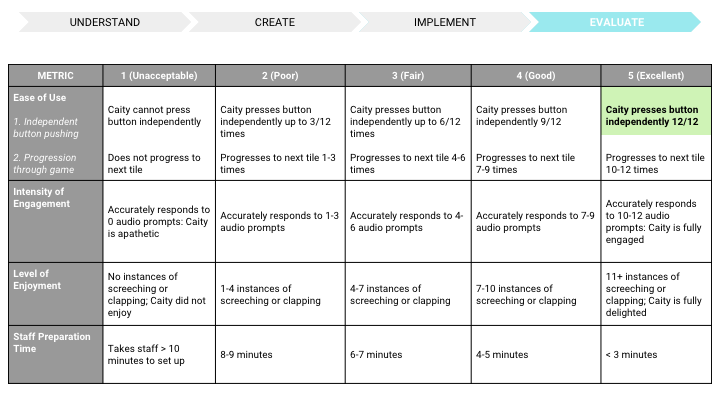 UNDERSTAND
CREATE
IMPLEMENT
EVALUATE
METRIC
1 (Unacceptable)
2 (Poor)
3 (Fair)
4 (Good)
5 (Excellent)
Ease of Use
1. Independent
button pushing
2. Progression
through game
Caity cannot press
button independently
Does not progress to
next tile
Caity presses button
independently up to 3/12
times
Progresses to next tile 1-3
times
Caity presses button
independently up to 6/12
times
Progresses to next tile 4-6
times
Caity presses button
independently 9/12
Progresses to next tile
7-9 times
Caity presses button
independently 12/12
Progresses to next tile
10-12 times
Intensity of
Engagement
Accurately responds to
0 audio prompts: Caity
is apathetic
Accurately responds to 1-3
audio prompts
Accurately responds to 4-
6 audio prompts
Accurately responds to 7-9
audio prompts
Accurately responds
to 10-12 audio
prompts: Caity is fully
engaged
Level of
Enjoyment
No instances of
screeching or
clapping; Caity did not
enjoy
1-4 instances of
screeching or clapping
4-7 instances of
screeching or clapping
7-10 instances of
screeching or clapping
11+ instances of
screeching or
clapping; Caity is fully
delighted
Staff Preparation
Time
Takes staff > 10
minutes to set up
8-9 minutes
6-7 minutes
4-5 minutes
< 3 minutes